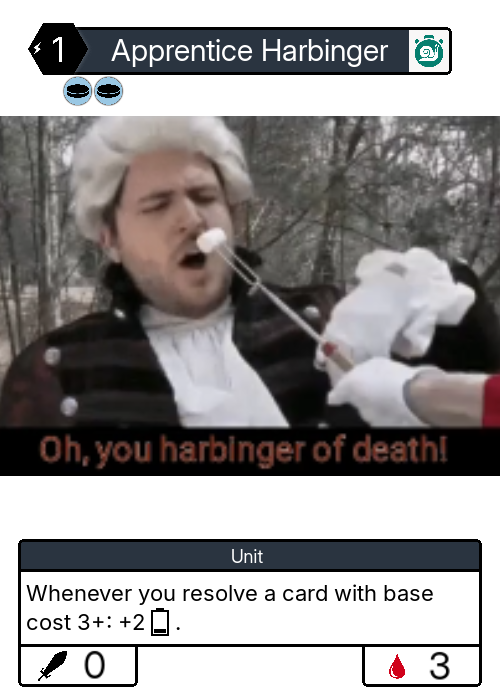 1 Apprentice Harbinger
Oh, you harbinger of death!
Unit
Whenever you resolve a card with base
cost 3+: +2 .
0 3